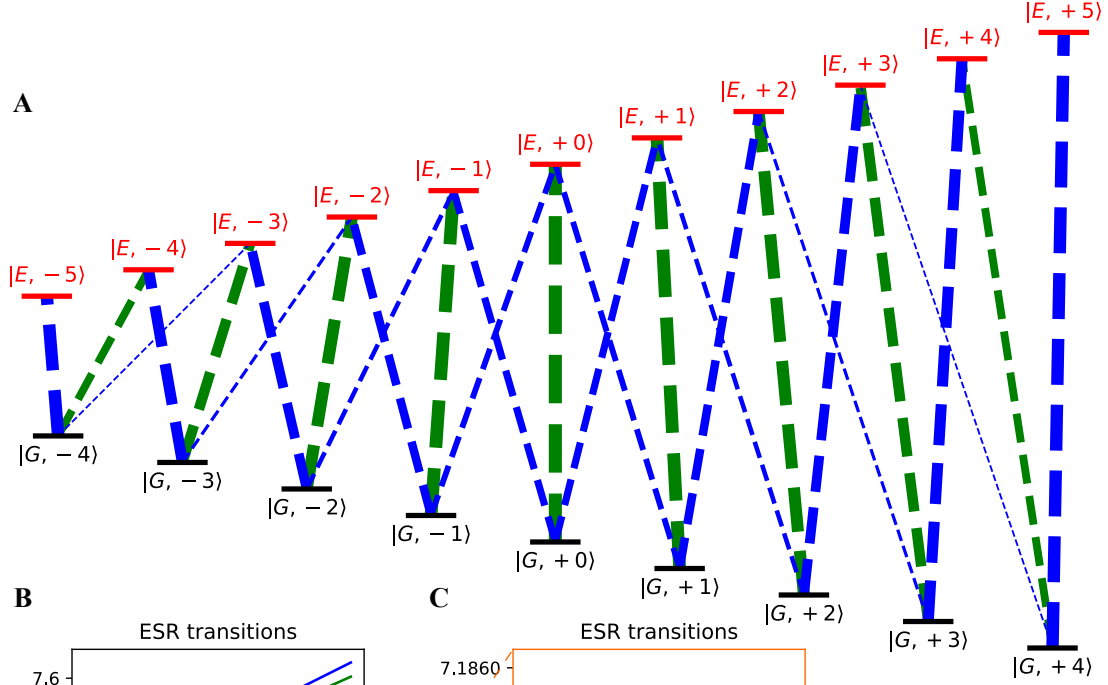 A
|E, +5⟩
|E, +4⟩
|E, +3⟩
|E, +2⟩
|E, +1⟩
|E, +0⟩
|E, −1⟩
|E, −2⟩
|E, −3⟩
|E, −4⟩
|E, −5⟩
|G, −4⟩
|G, −3⟩
|G, −2⟩
|G, −1⟩
|G, +0⟩
|G, +1⟩
|G, +2⟩
|G, +3⟩
|G, +4⟩
B
ESR transitions
7.6
C
ESR transitions
7.1860